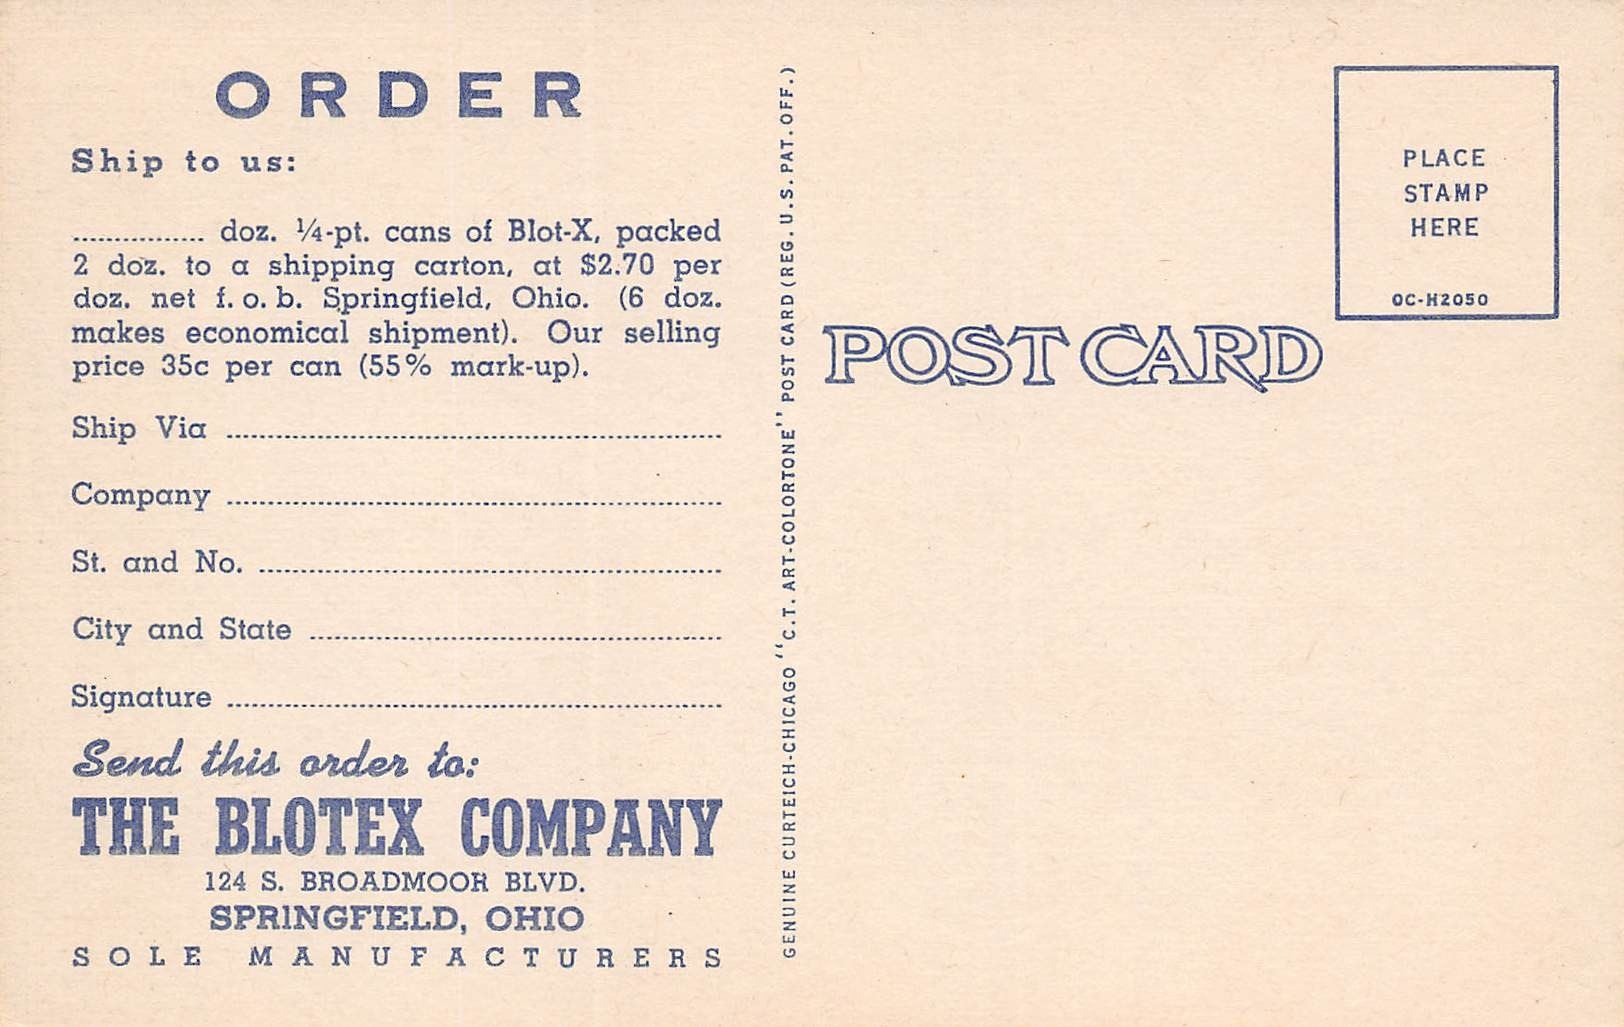 ORDER
Ship to us:
................ doz. ¼-pt. cans of Blot-X, packed
2 doz. to a shipping carton, at $2.70 per
doz. net f. o. b. Springfield, Ohio. (6 doz.
makes economical shipment). Our selling
price 35c per can (55% mark-up).
Ship Via ............................................................
Company ............................................................
St. and No. ........................................................
City and State ..................................................
Signature ............................................................
Send this order to:
THE BLOTEX COMPANY
124 S. BROADMOOR BLVD.
SPRINGFIELD, OHIO
SOLE MANUFACTURERS
GENUINE CURTEICH-CHICAGO "C.T. ART-COLORTONE" POST CARD (REG. U.S. PAT. OFF.)
POST CARD
PLACE
STAMP
HERE
OC-H2050